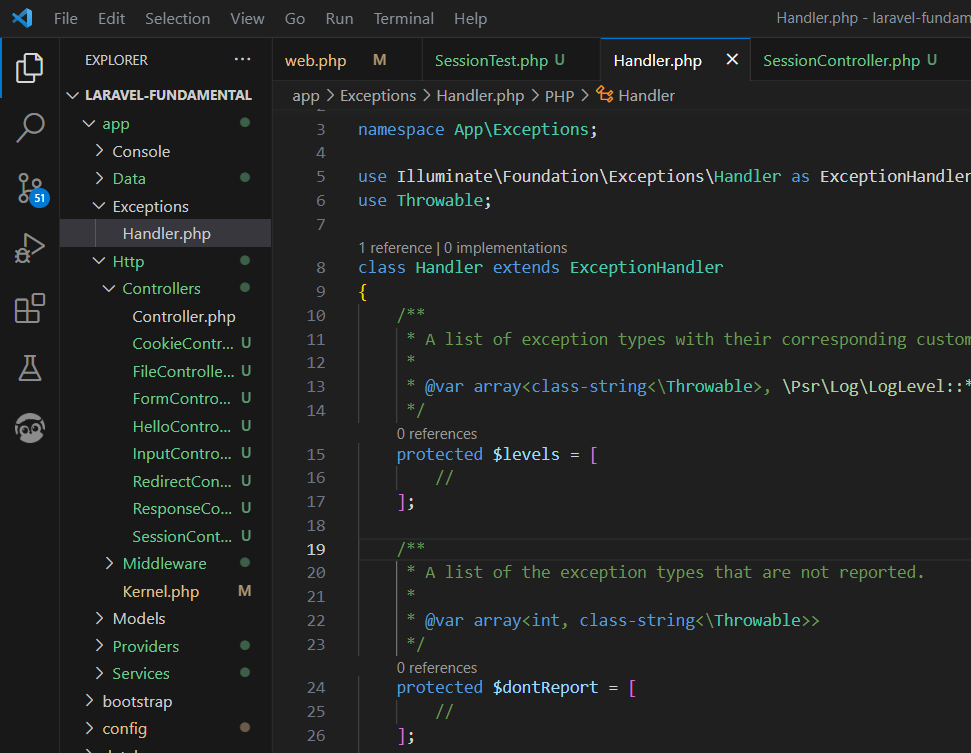 File Edit Selection View Go Run Terminal Help Handler.php - laravel-fundam
EXPLORER ···
web.php M SessionTest.php U Handler.php SessionController.php U
app > Exceptions > Handler.php > PHP > Handler
LARAVEL-FUNDAMENTAL
app
Console
Data
Exceptions
Handler.php
Http
Controllers
Controller.php
CookieContr... U
FileControlle... U
FormContro... U
HelloContro... U
InputContro... U
RedirectCon... U
ResponseCo... U
SessionCont... U
Middleware
Kernel.php M
Models
Providers
Services
bootstrap
config
51
3 namespace App\Exceptions;
4
5 use Illuminate\Foundation\Exceptions\Handler as ExceptionHandler
6 use Throwable;
7
1 reference | 0 implementations
8 class Handler extends ExceptionHandler
9 {
10 /**
11 * A list of exception types with their corresponding custom
12 *
13 * @var array<class-string<\Throwable>, \Psr\Log\LogLevel::*
14 */
0 references
15 protected $levels = [
16 //
17 ];
18
19 /**
20 * A list of the exception types that are not reported.
21 *
22 * @var array<int, class-string<\Throwable>>
23 */
0 references
24 protected $dontReport = [
25 //
26 ];